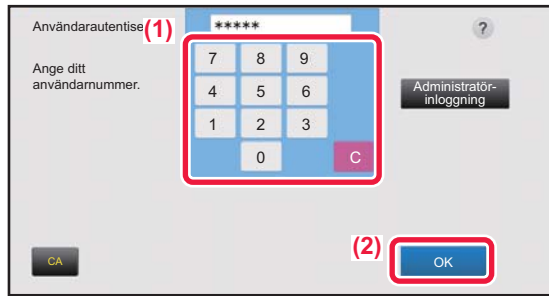 Användarautentise
(1)
*****
?
Ange ditt
användarnummer.
7 8 9
4 5 6
1 2 3
0 C
Administratör-
inloggning
(2)
CA
OK